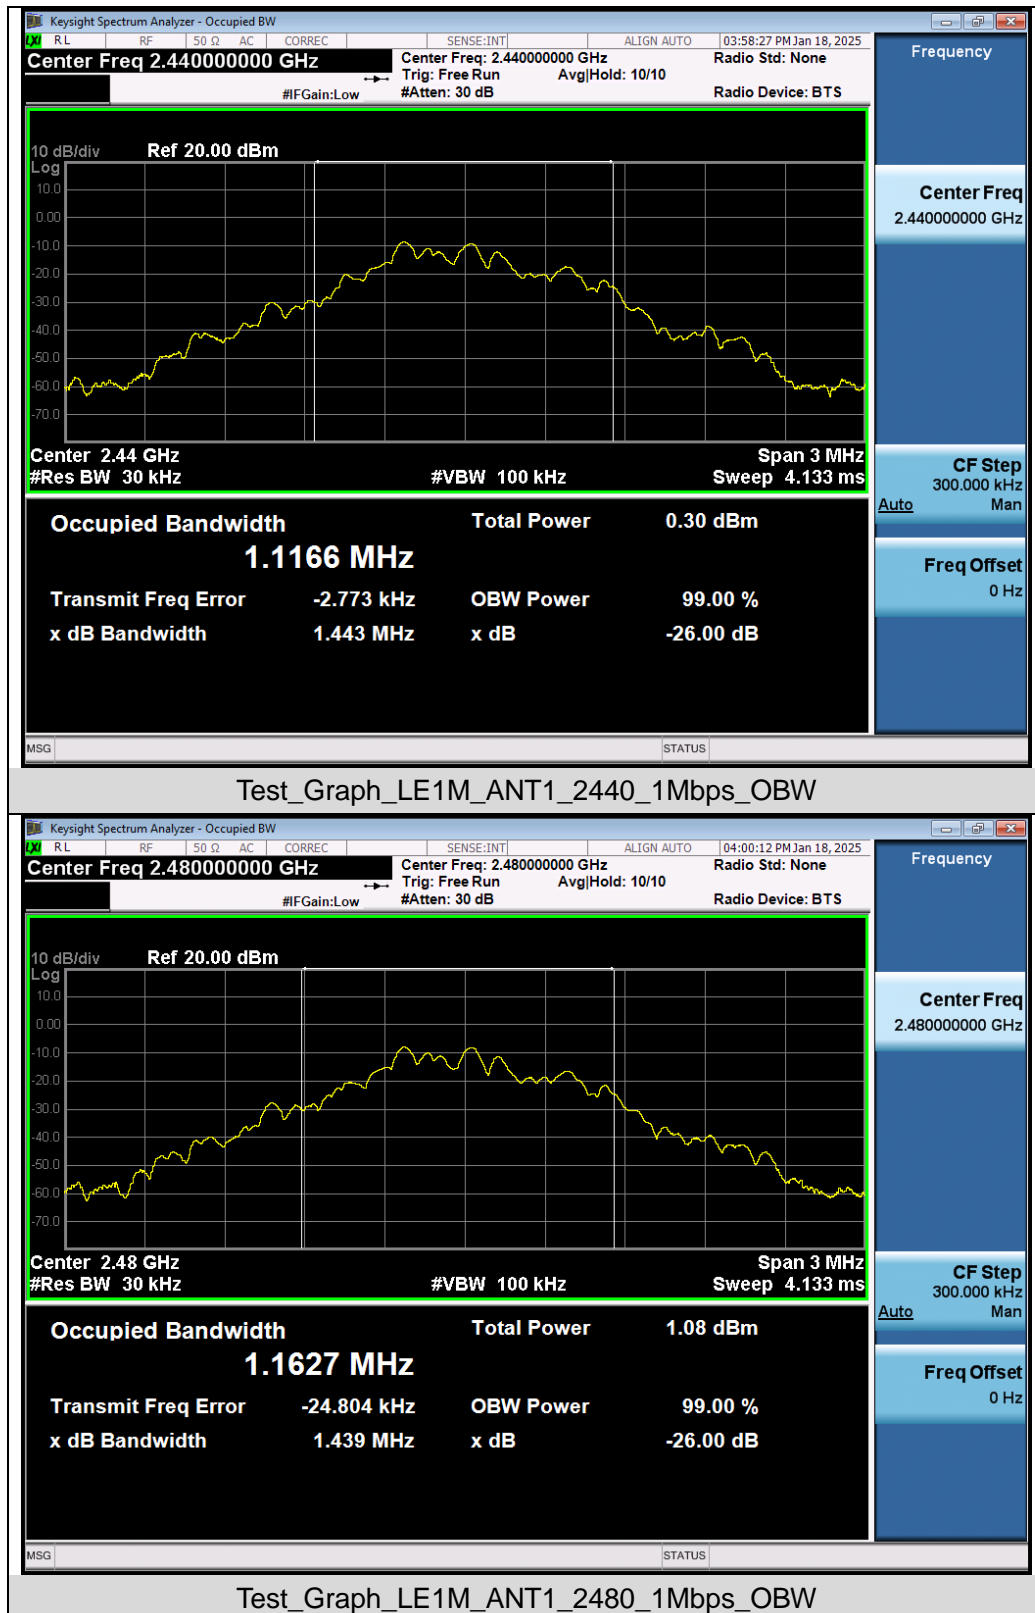 Keysight Spectrum Analyzer - Occupied BW
LXI RL RF 50 Ω AC CORREC SENSE:INT ALIGN AUTO 03:58:27 PM Jan 18, 2025
Center Freq 2.440000000 GHz
Center Freq: 2.440000000 GHz
Radio Std: None
Trig: Free Run Avg|Hold: 10/10
#IFGain:Low
#Atten: 30 dB
Radio Device: BTS
Frequency
10 dB/div Ref 20.00 dBm
Log
10.0
0.00
-10.0
-20.0
-30.0
-40.0
-50.0
-60.0
-70.0
Center Freq
2.440000000 GHz
Center 2.44 GHz
Span 3 MHz
#Res BW 30 kHz
#VBW 100 kHz
Sweep 4.133 ms
CF Step
300.000 kHz
Auto Man
Freq Offset
0 Hz
Occupied Bandwidth
Total Power 0.30 dBm
1.1166 MHz
Transmit Freq Error -2.773 kHz
OBW Power 99.00 %
x dB Bandwidth 1.443 MHz
x dB -26.00 dB
MSG
STATUS
Test_Graph_LE1M_ANT1_2440_1Mbps_OBW
Keysight Spectrum Analyzer - Occupied BW
LXI RL RF 50 Ω AC CORREC SENSE:INT ALIGN AUTO 04:00:12 PM Jan 18, 2025
Center Freq 2.480000000 GHz
Center Freq: 2.480000000 GHz
Radio Std: None
Trig: Free Run Avg|Hold: 10/10
#IFGain:Low
#Atten: 30 dB
Radio Device: BTS
Frequency
10 dB/div Ref 20.00 dBm
Log
10.0
0.00
-10.0
-20.0
-30.0
-40.0
-50.0
-60.0
-70.0
Center Freq
2.480000000 GHz
Center 2.48 GHz
Span 3 MHz
#Res BW 30 kHz
#VBW 100 kHz
Sweep 4.133 ms
CF Step
300.000 kHz
Auto Man
Freq Offset
0 Hz
Occupied Bandwidth
Total Power 1.08 dBm
1.1627 MHz
Transmit Freq Error -24.804 kHz
OBW Power 99.00 %
x dB Bandwidth 1.439 MHz
x dB -26.00 dB
MSG
STATUS
Test_Graph_LE1M_ANT1_2480_1Mbps_OBW